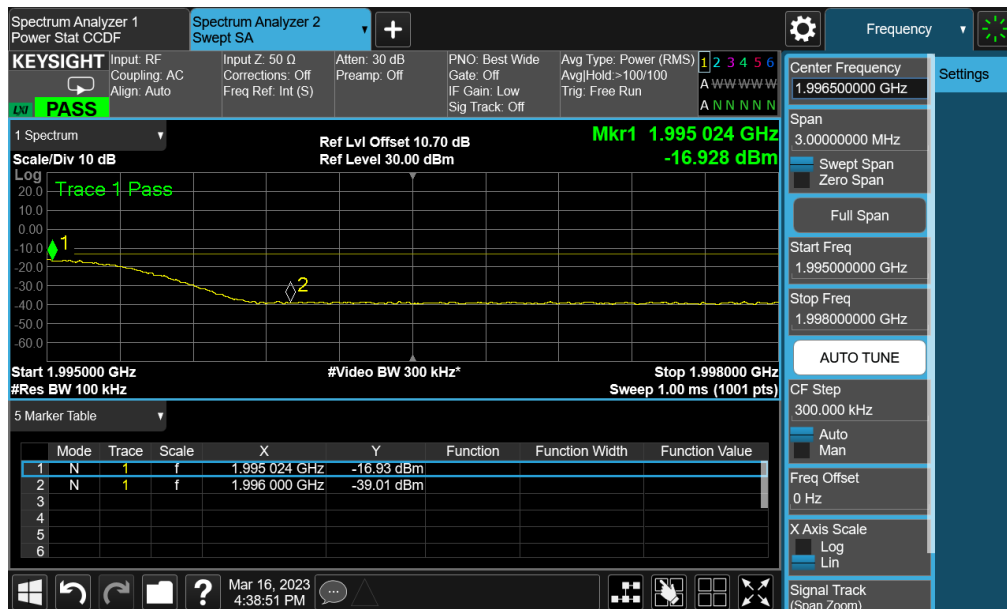 Spectrum Analyzer 1
Power Stat CCDF
Spectrum Analyzer 2
Swept SA
▼
+
Frequency
▼
KEYSIGHT
LXI
PASS
Input: RF
Coupling: AC
Align: Auto
Input Z: 50 Ω
Corrections: Off
Freq Ref: Int (S)
Atten: 30 dB
Preamp: Off
PNO: Best Wide
Gate: Off
IF Gain: Low
Sig Track: Off
Avg Type: Power (RMS)
Avg|Hold:>100/100
Trig: Free Run
1 2 3 4 5 6
A W W W W W
A N N N N N
1 Spectrum ▼
Scale/Div 10 dB
Ref Lvl Offset 10.70 dB
Ref Level 30.00 dBm
Mkr1 1.995 024 GHz
-16.928 dBm
Log
Trace 1 Pass
20.0
10.0
0.00
-10.0
-20.0
-30.0
-40.0
-50.0
-60.0
1
2
Start 1.995000 GHz
#Res BW 100 kHz
#Video BW 300 kHz*
Stop 1.998000 GHz
Sweep 1.00 ms (1001 pts)
5 Marker Table ▼
Mode Trace Scale X Y Function Function Width Function Value
1 N 1 f 1.995 024 GHz -16.93 dBm
2 N 1 f 1.996 000 GHz -39.01 dBm
3
4
5
6
?
Mar 16, 2023
4:38:51 PM
Center Frequency
1.996500000 GHz
Settings
Span
3.00000000 MHz
Swept Span
Zero Span
Full Span
Start Freq
1.995000000 GHz
Stop Freq
1.998000000 GHz
AUTO TUNE
CF Step
300.000 kHz
Auto
Man
Freq Offset
0 Hz
X Axis Scale
Log
Lin
Signal Track
(Span Zoom)